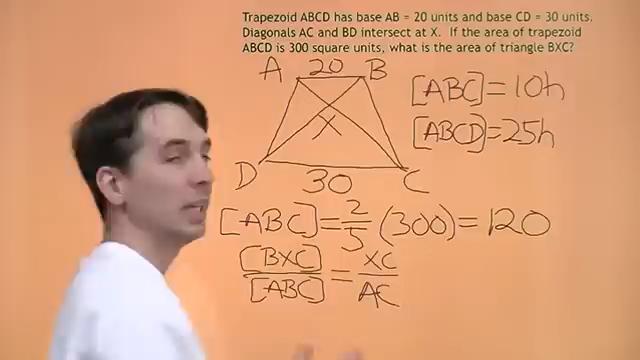 Trapezoid ABCD has base AB = 20 units and base CD = 30 units.
Diagonals AC and BD intersect at X. If the area of trapezoid
ABCD is 300 square units, what is the area of triangle BXC?
A 20 B
[ABC] = 10h
X
[ABCD] = 25h
D 30 C
[ABC] = 2/5 (300) = 120
[BXC]/[ABC] = XC/AC